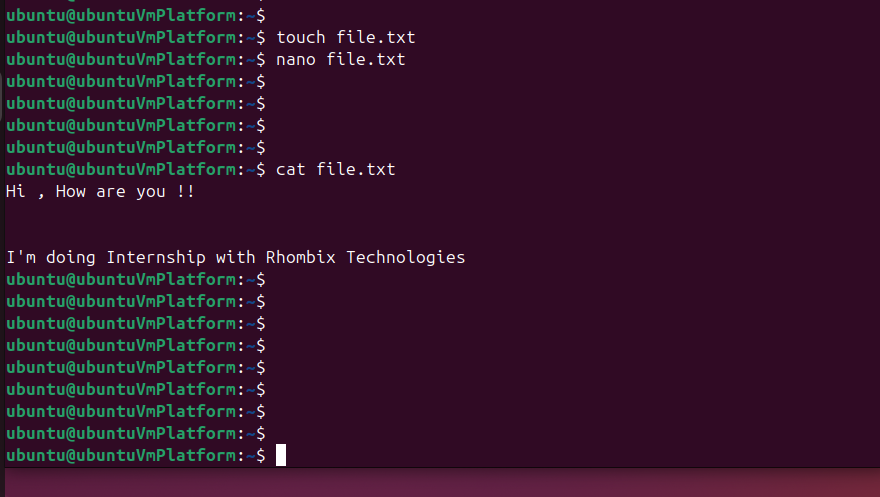 ubuntu@ubuntuVmPlatform:~$
ubuntu@ubuntuVmPlatform:~$ touch file.txt
ubuntu@ubuntuVmPlatform:~$ nano file.txt
ubuntu@ubuntuVmPlatform:~$
ubuntu@ubuntuVmPlatform:~$
ubuntu@ubuntuVmPlatform:~$
ubuntu@ubuntuVmPlatform:~$
ubuntu@ubuntuVmPlatform:~$ cat file.txt
Hi , How are you !!
I'm doing Internship with Rhombix Technologies
ubuntu@ubuntuVmPlatform:~$
ubuntu@ubuntuVmPlatform:~$
ubuntu@ubuntuVmPlatform:~$
ubuntu@ubuntuVmPlatform:~$
ubuntu@ubuntuVmPlatform:~$
ubuntu@ubuntuVmPlatform:~$
ubuntu@ubuntuVmPlatform:~$
ubuntu@ubuntuVmPlatform:~$
ubuntu@ubuntuVmPlatform:~$